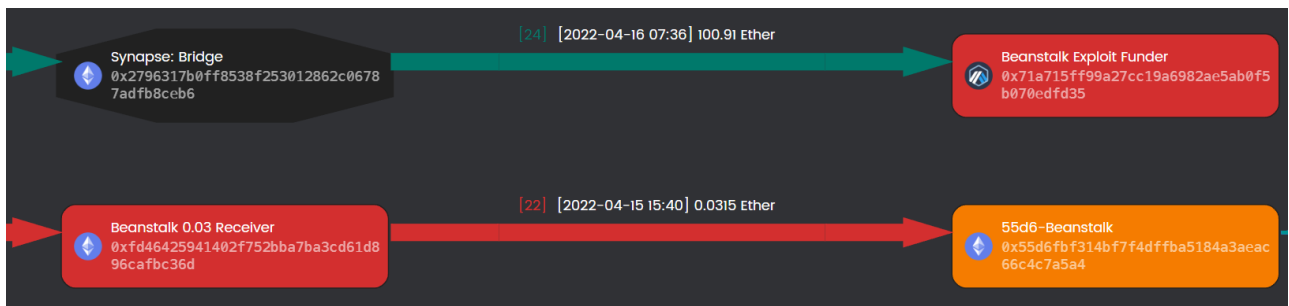 [24] [2022-04-16 07:36] 100.91 Ether
Synapse: Bridge
0x2796317b0ff8538f253012862c0678
7adfb8ceb6
Beanstalk Exploit Funder
0x71a715ff99a27cc19a6982ae5ab0f5
b070edfd35
[22] [2022-04-15 15:40] 0.0315 Ether
Beanstalk 0.03 Receiver
0xfd46425941402f752bba7ba3cd61d8
96cafbc36d
55d6-Beanstalk
0x55d6fbf314bf7f4dffba5184a3aeac
66c4c7a5a4